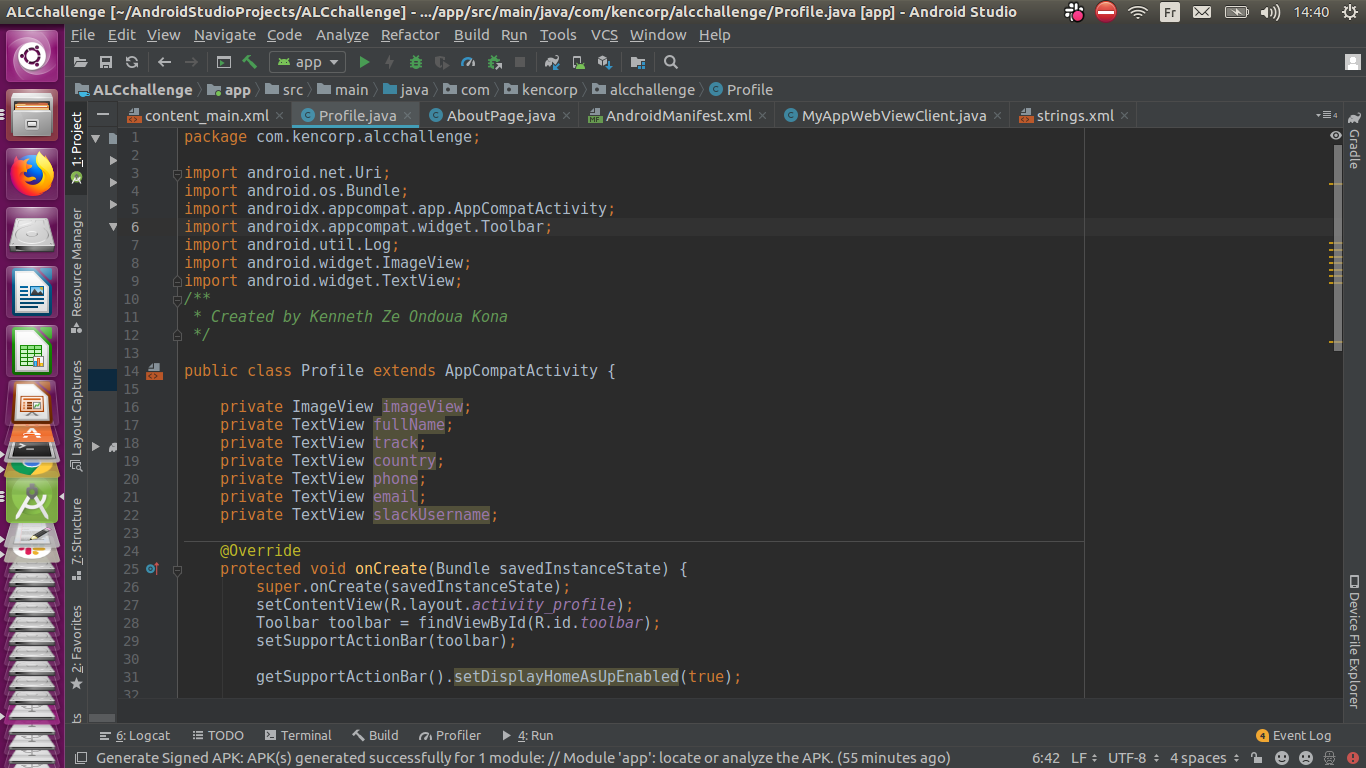 ALCchallenge [~/AndroidStudioProjects/ALCchallenge] - .../app/src/main/java/com/kencorp/alcchallenge/Profile.java [app] - Android Studio
Fr 14:40
File Edit View Navigate Code Analyze Refactor Build Run Tools VCS Window Help
app
ALCchallenge app src main java com kencorp alcchallenge Profile
content_main.xml Profile.java AboutPage.java AndroidManifest.xml MyAppWebViewClient.java strings.xml
1: Project
Resource Manager
Layout Captures
7: Structure
2: Favorites
ts
Gradle
Device File Explorer
1 package com.kencorp.alcchallenge;
2
3 import android.net.Uri;
4 import android.os.Bundle;
5 import androidx.appcompat.app.AppCompatActivity;
6 import androidx.appcompat.widget.Toolbar;
7 import android.util.Log;
8 import android.widget.ImageView;
9 import android.widget.TextView;
10 /**
11 * Created by Kenneth Ze Ondoua Kona
12 */
13
14 public class Profile extends AppCompatActivity {
15
16 private ImageView imageView;
17 private TextView fullName;
18 private TextView track;
19 private TextView country;
20 private TextView phone;
21 private TextView email;
22 private TextView slackUsername;
23
24 @Override
25 protected void onCreate(Bundle savedInstanceState) {
26 super.onCreate(savedInstanceState);
27 setContentView(R.layout.activity_profile);
28 Toolbar toolbar = findViewById(R.id.toolbar);
29 setSupportActionBar(toolbar);
30
31 getSupportActionBar().setDisplayHomeAsUpEnabled(true);
32
6: Logcat TODO Terminal Build Profiler 4: Run 4 Event Log
Generate Signed APK: APK(s) generated successfully for 1 module: // Module 'app': locate or analyze the APK. (55 minutes ago) 6:42 LF UTF-8 4 spaces